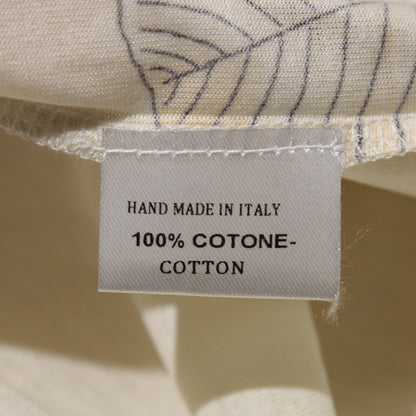 HAND MADE IN ITALY
100% COTONE-
COTTON